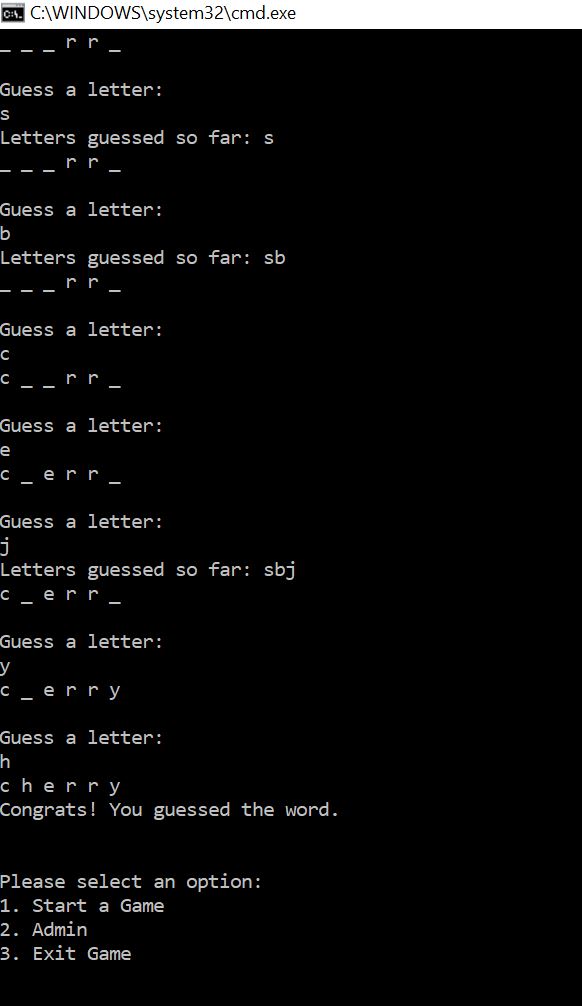 C:\WINDOWS\system32\cmd.exe
_ _ _ r r _
Guess a letter:
s
Letters guessed so far: s
_ _ _ r r _
Guess a letter:
b
Letters guessed so far: sb
_ _ _ r r _
Guess a letter:
c
c _ _ r r _
Guess a letter:
e
c _ e r r _
Guess a letter:
j
Letters guessed so far: sbj
c _ e r r _
Guess a letter:
y
c _ e r r y
Guess a letter:
h
c h e r r y
Congrats! You guessed the word.
Please select an option:
1. Start a Game
2. Admin
3. Exit Game